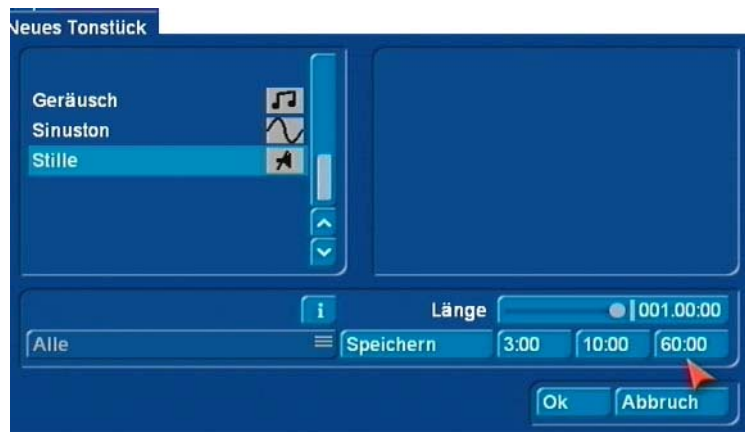 Neues Tonstück
Geräusch
Sinuston
Stille
i Länge 001.00:00
Alle Speichern 3:00 10:00 60:00
Ok Abbruch